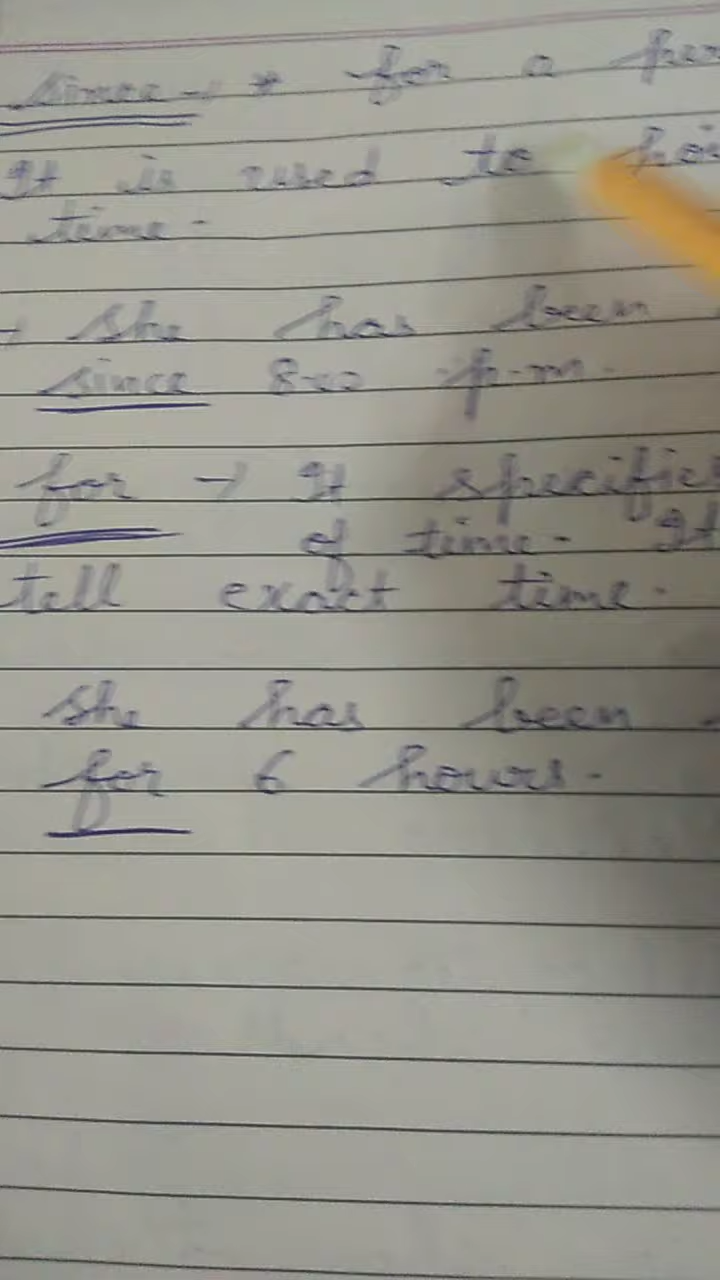 since → * for a
It is used to
time.
→ She has been
since 8:00 p.m.
for → It specifies
of time. It
tell exact time.
She has been
for 6 hours.